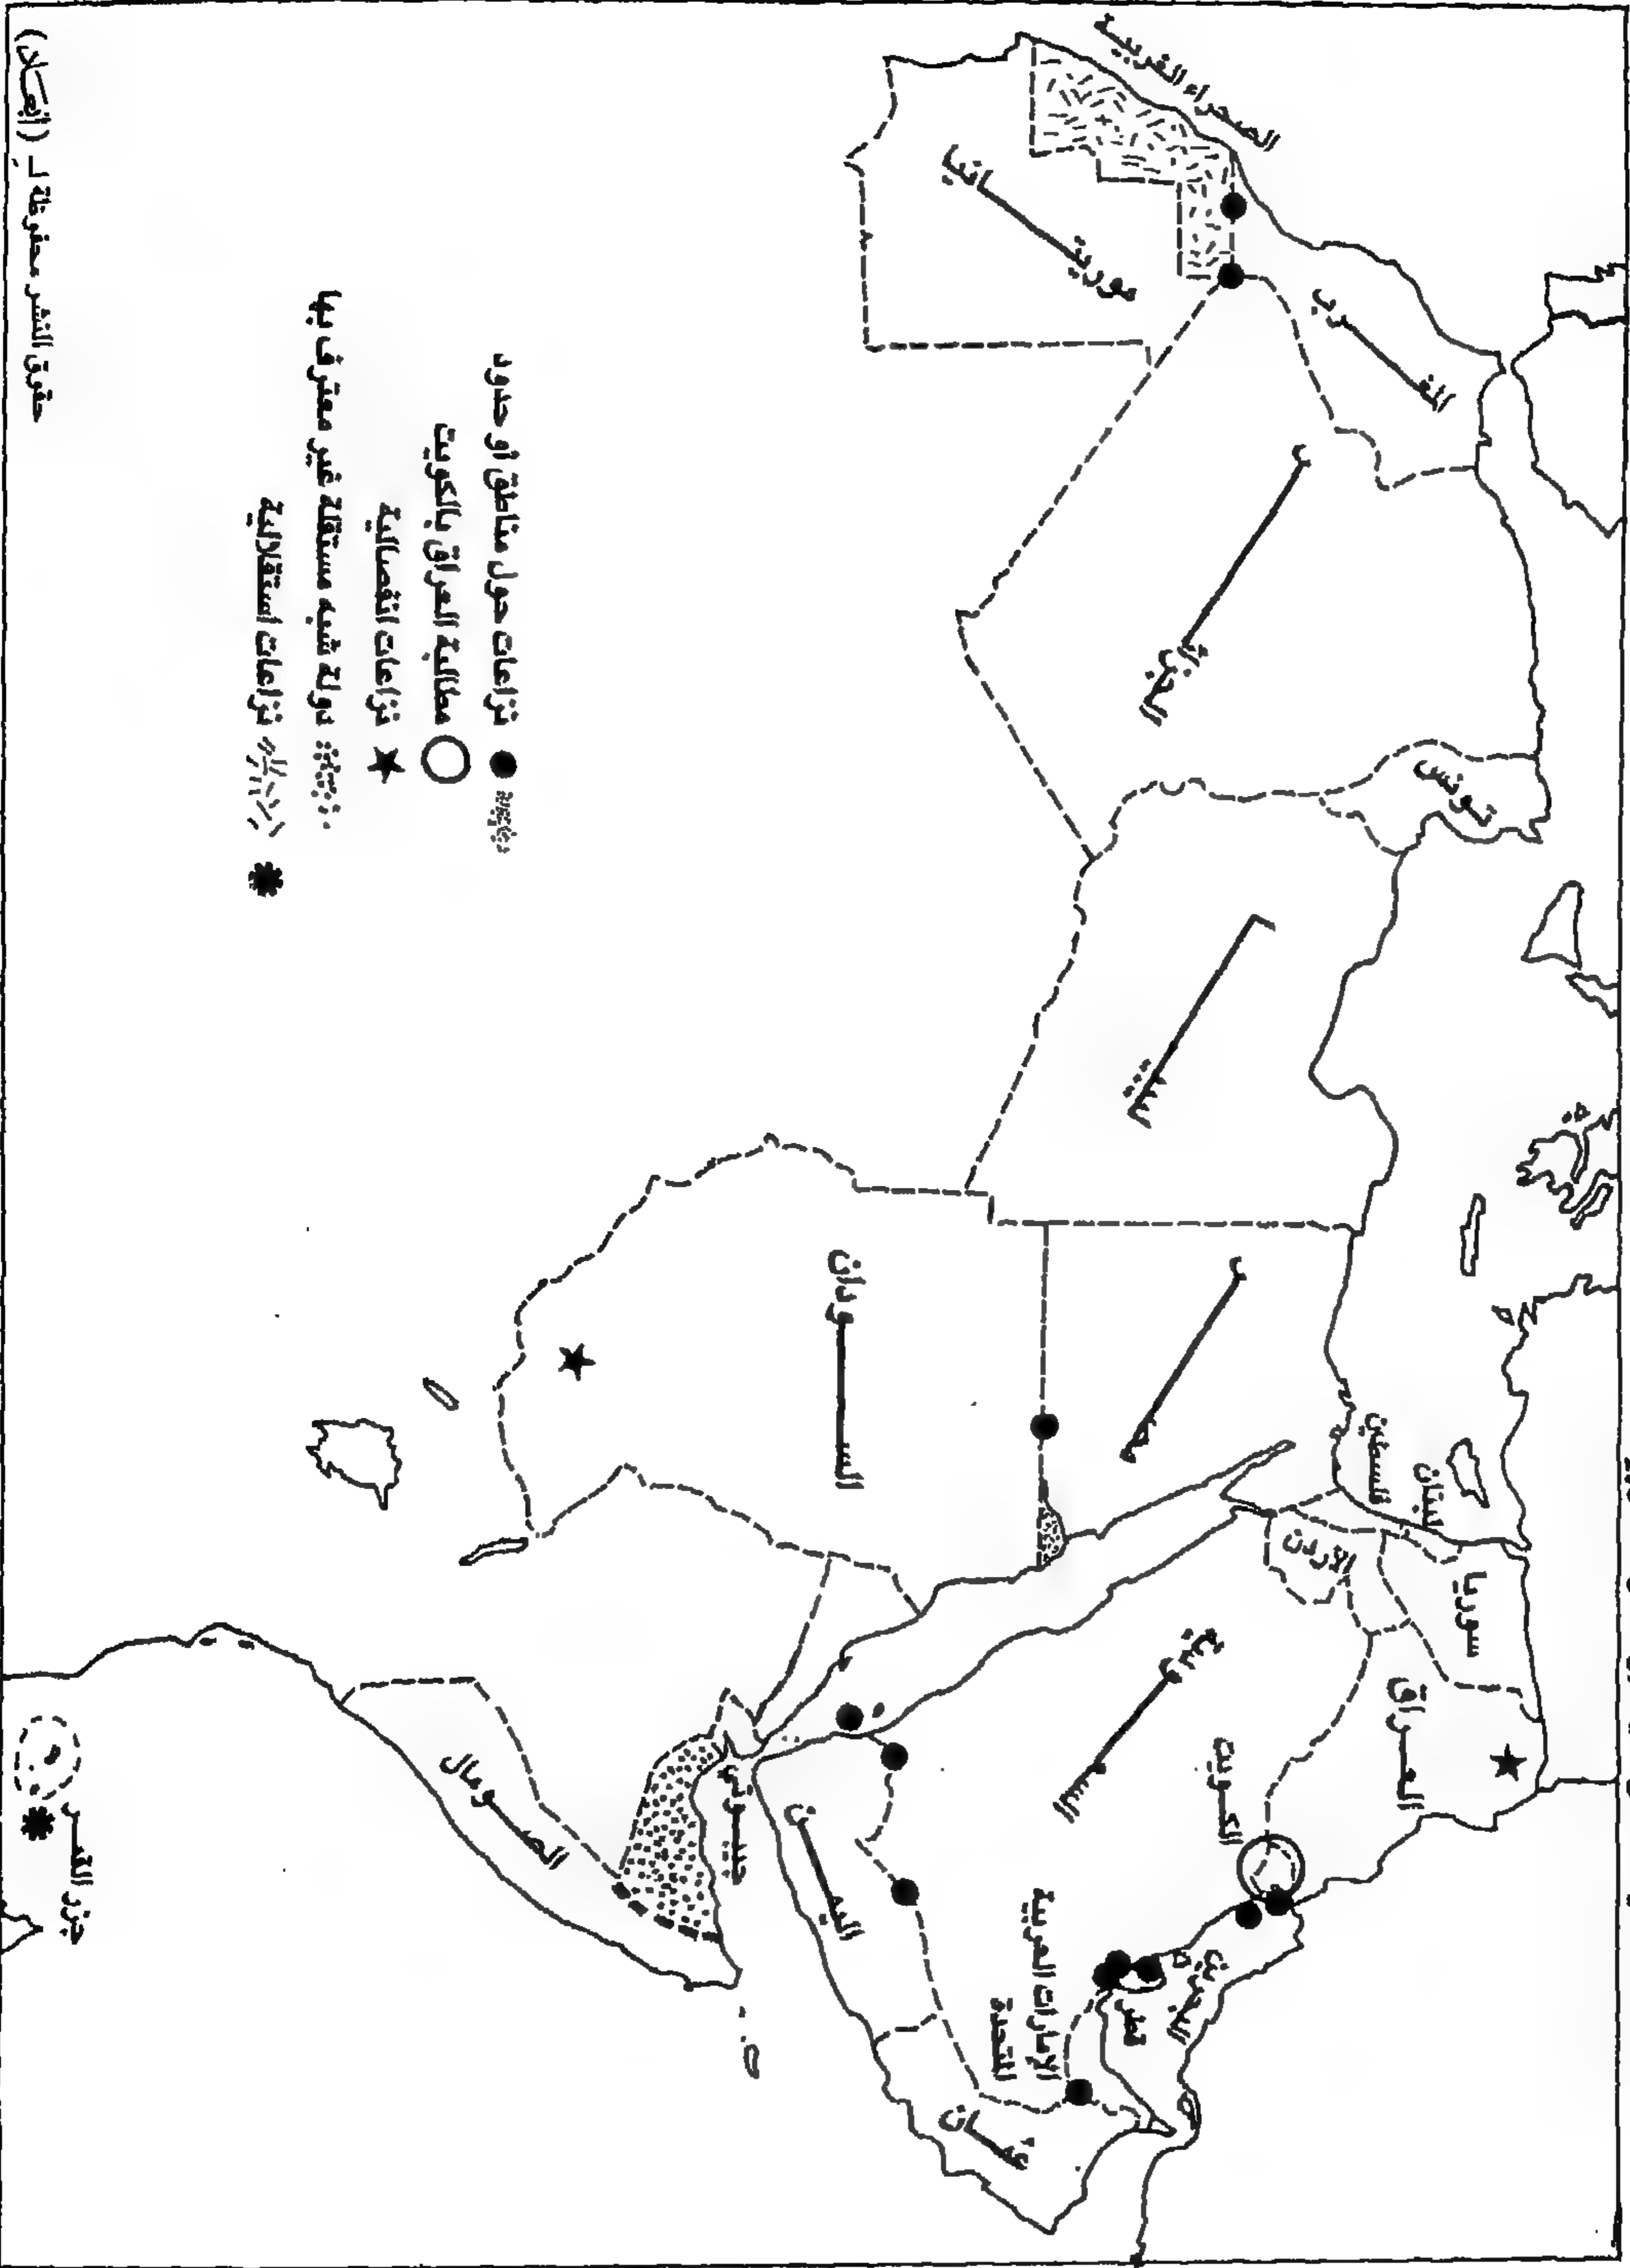 الصحراء الغربية
المغرب
موريتانيا
الجزائر
تونس
ليبيا
مصر
السودان
فلسطين
لبنان
الأردن
سوريا
العراق
الكويت
السعودية
البحرين
قطر
الإمارات العربية
المتحدة
عمان
اليمن
جيبوتي
الصومال
جزر القمر
نزاعات حول مناطق أو حدود
مطالبة العراق بالكويت
نزاعات انفصالية
دولة شبه مستقلة غير معترف بها
نزاعات استقلالية
حقوق النشر محفوظة لـ